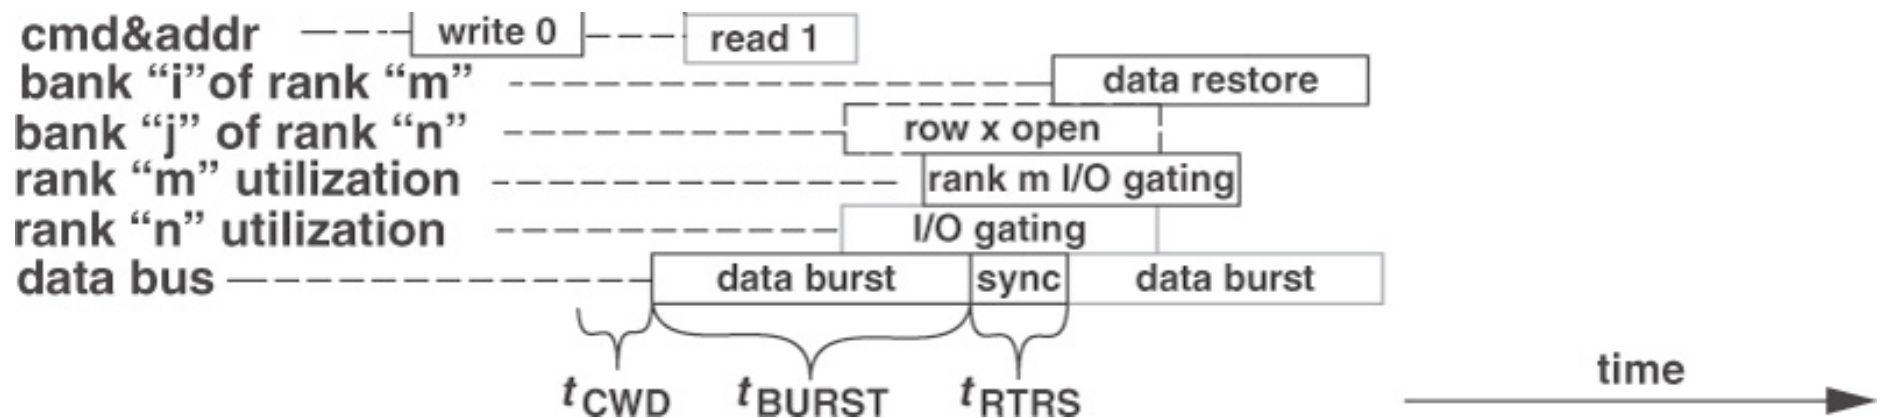 cmd&addr write 0 read 1
bank “i”of rank “m” data restore
bank “j” of rank “n” row x open
rank “m” utilization rank m I/O gating
rank “n” utilization I/O gating
data bus data burst sync data burst
time
tCWD tBURST tRTRS